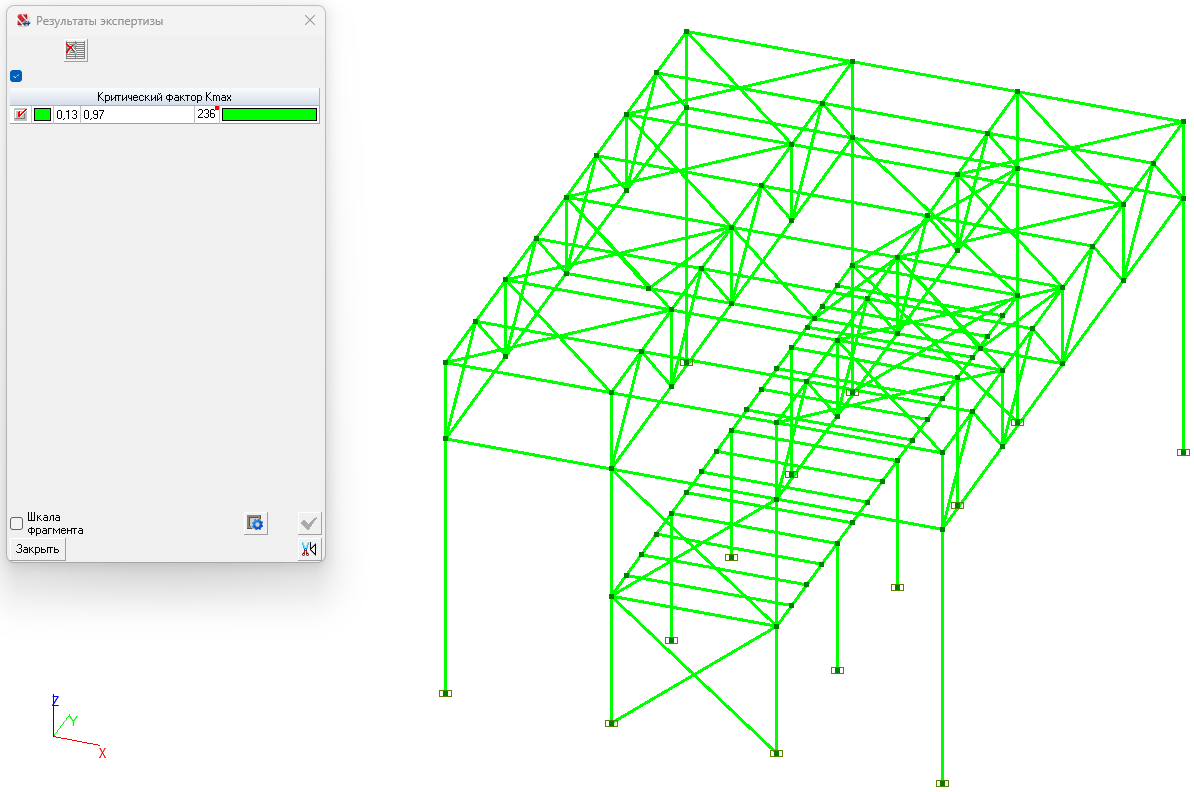 Результаты экспертизы
Критический фактор Kmax
0,13 0,97 236
Шкала
фрагмента
Закрыть
Z
Y
X